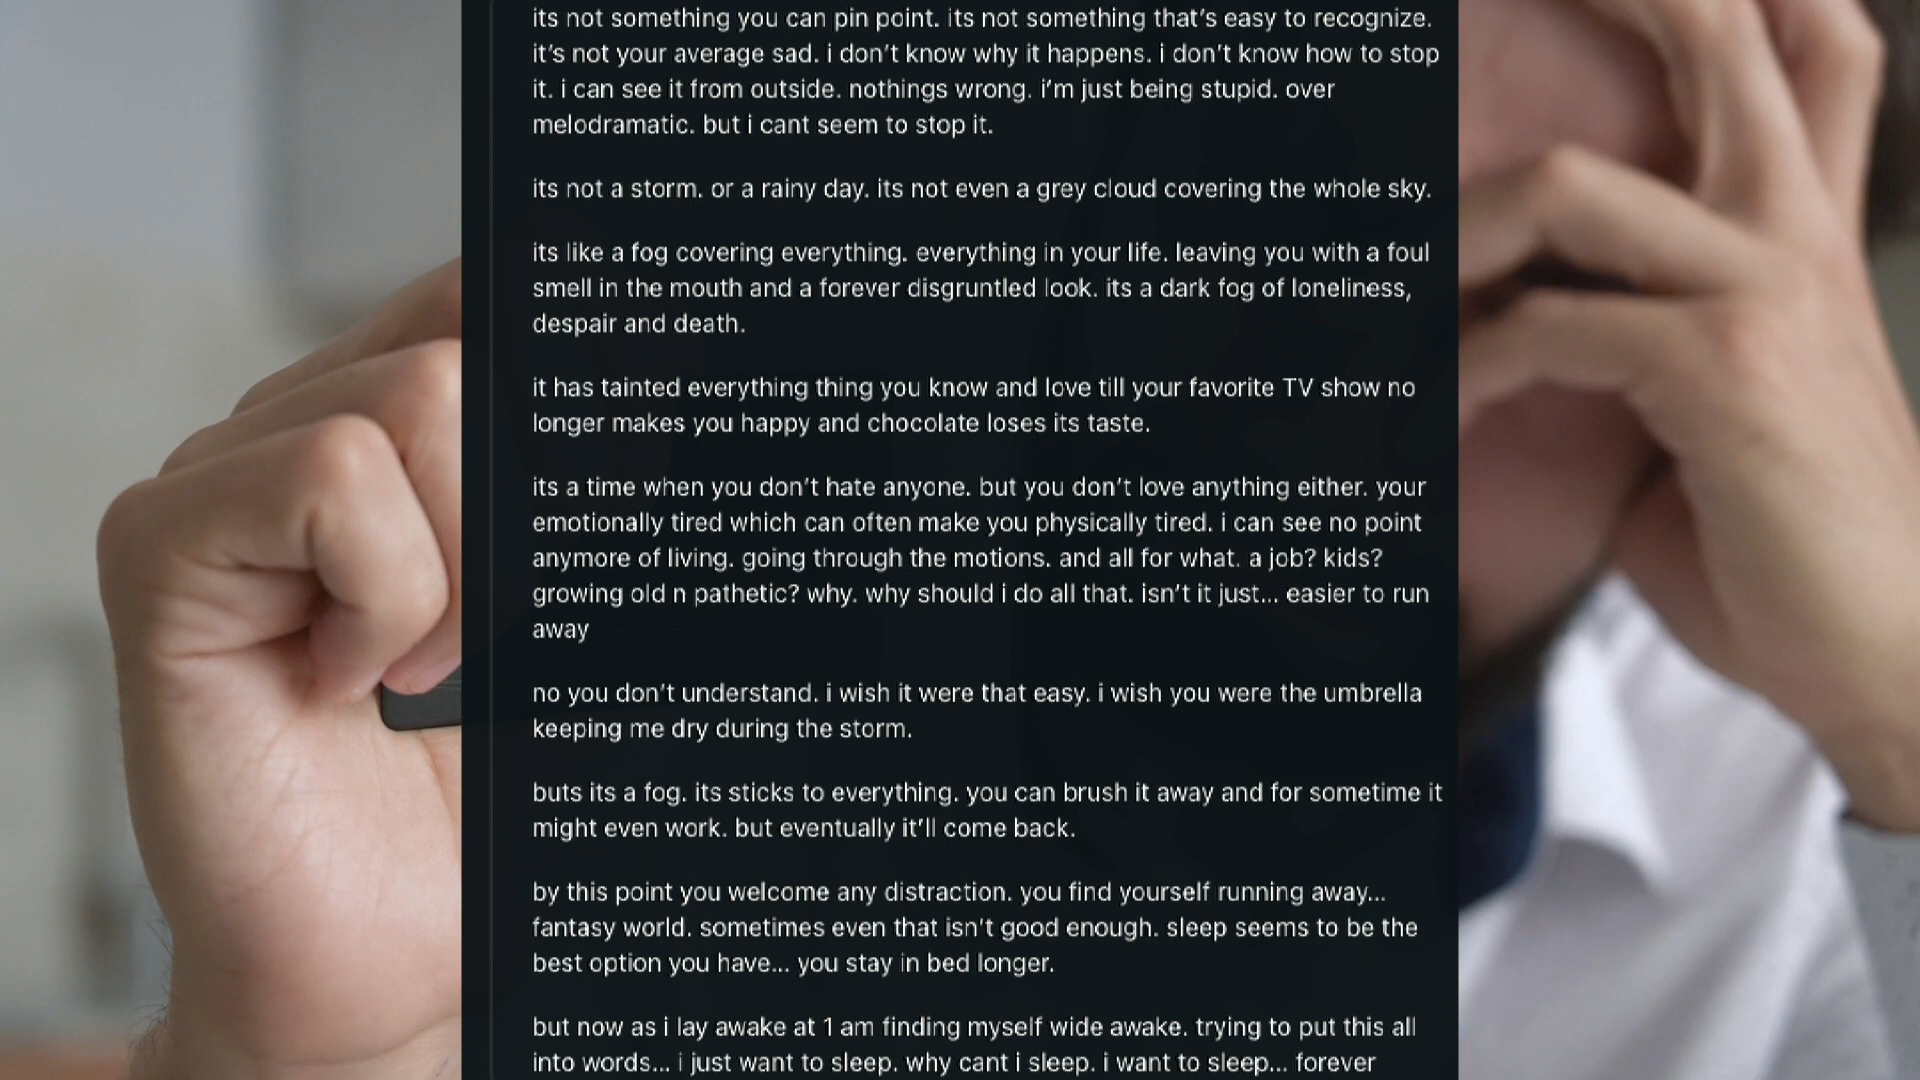 its not something you can pin point. its not something that's easy to recognize.
it's not your average sad. i don't know why it happens. i don't know how to stop
it. i can see it from outside. nothings wrong. i'm just being stupid. over
melodramatic. but i cant seem to stop it.
its not a storm. or a rainy day. its not even a grey cloud covering the whole sky.
its like a fog covering everything. everything in your life. leaving you with a foul
smell in the mouth and a forever disgruntled look. its a dark fog of loneliness,
despair and death.
it has tainted everything thing you know and love till your favorite TV show no
longer makes you happy and chocolate loses its taste.
its a time when you don't hate anyone. but you don't love anything either. your
emotionally tired which can often make you physically tired. i can see no point
anymore of living. going through the motions. and all for what. a job? kids?
growing old n pathetic? why. why should i do all that. isn't it just... easier to run
away
no you don't understand. i wish it were that easy. i wish you were the umbrella
keeping me dry during the storm.
buts its a fog. its sticks to everything. you can brush it away and for sometime it
might even work. but eventually it'll come back.
by this point you welcome any distraction. you find yourself running away...
fantasy world. sometimes even that isn't good enough. sleep seems to be the
best option you have... you stay in bed longer.
but now as i lay awake at 1 am finding myself wide awake. trying to put this all
into words... i just want to sleep. why cant i sleep. i want to sleep... forever